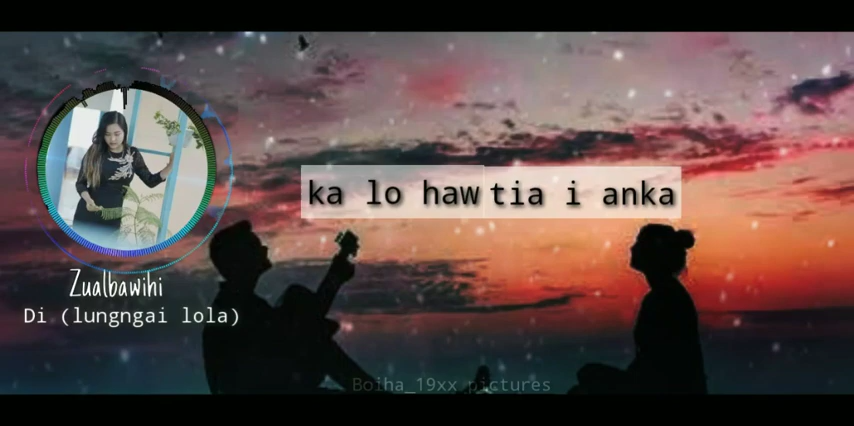 ka lo haw tia i anka
Zualbawihi
Di (lungngai lola)
Boiha_19xx pictures